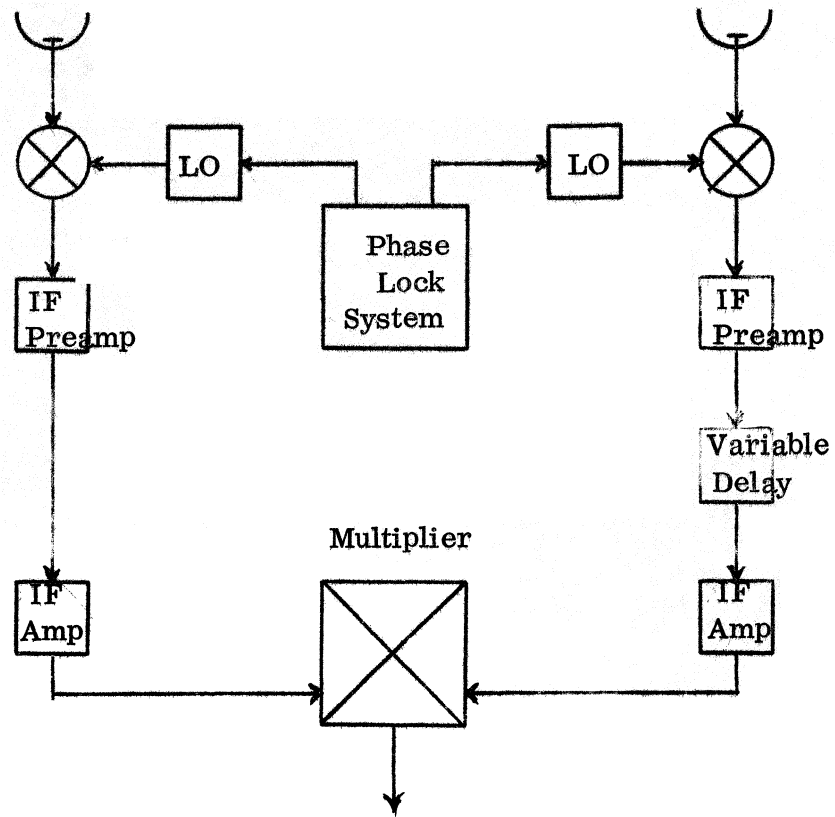 LO
LO
Phase
Lock
System
IF
Preamp
IF
Preamp
Variable
Delay
Multiplier
IF
Amp
IF
Amp